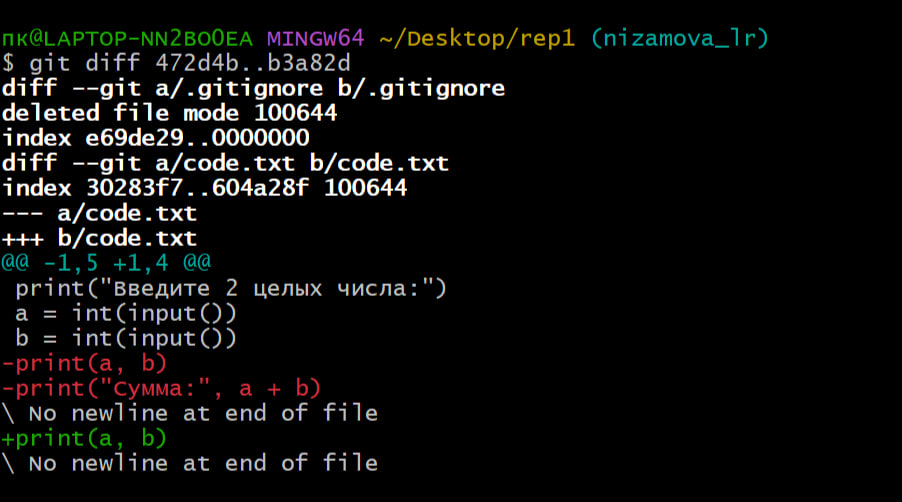 пк@LAPTOP-NN2BO0EA MINGW64 ~/Desktop/rep1 (nizamova_lr)
$ git diff 472d4b..b3a82d
diff --git a/.gitignore b/.gitignore
deleted file mode 100644
index e69de29..0000000
diff --git a/code.txt b/code.txt
index 30283f7..604a28f 100644
--- a/code.txt
+++ b/code.txt
@@ -1,5 +1,4 @@
 print("Введите 2 целых числа:")
 a = int(input())
 b = int(input())
-print(a, b)
-print("Сумма:", a + b)
\ No newline at end of file
+print(a, b)
\ No newline at end of file